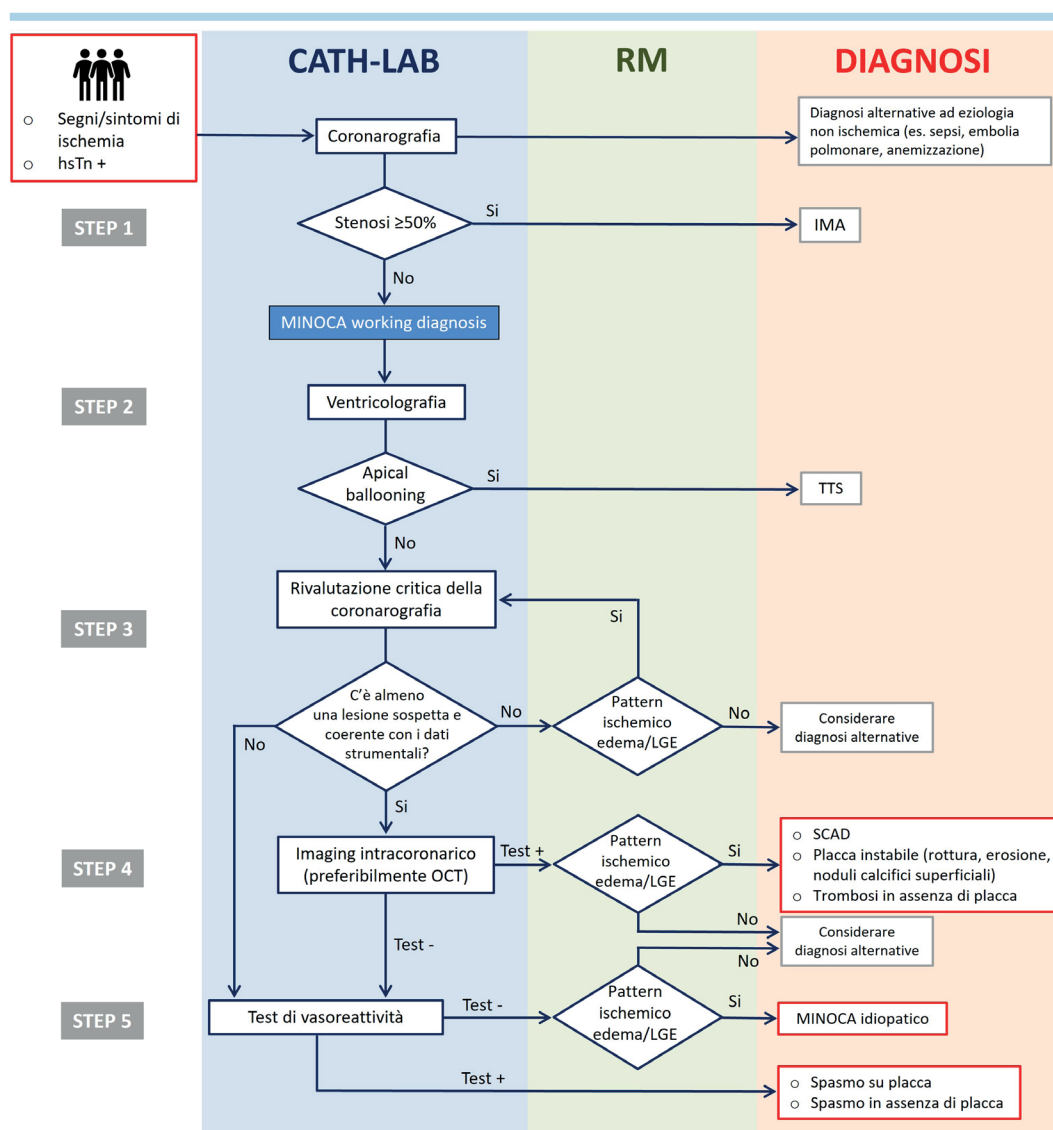 CATH-LAB
RM
DIAGNOSI
○ Segni/sintomi di
ischemia
○ hsTn +
Coronarografia
Diagnosi alternative ad eziologia
non ischemica (es. sepsi, embolia
polmonare, anemizzazione)
STEP 1
Stenosi ≥50%
Si
IMA
No
MINOCA working diagnosis
STEP 2
Ventricolografia
Apical
ballooning
Si
TTS
No
STEP 3
Rivalutazione critica della
coronarografia
Si
C'è almeno
una lesione sospetta e
coerente con i dati
strumentali?
No
No
Pattern
ischemico
edema/LGE
No
Considerare
diagnosi alternative
Si
STEP 4
Imaging intracoronarico
(preferibilmente OCT)
Test +
Pattern
ischemico
edema/LGE
Si
○ SCAD
○ Placca instabile (rottura, erosione,
noduli calcifici superficiali)
○ Trombosi in assenza di placca
No
Considerare
diagnosi alternative
No
Test -
STEP 5
Test di vasoreattività
Test -
Pattern
ischemico
edema/LGE
Si
MINOCA idiopatico
Test +
○ Spasmo su placca
○ Spasmo in assenza di placca